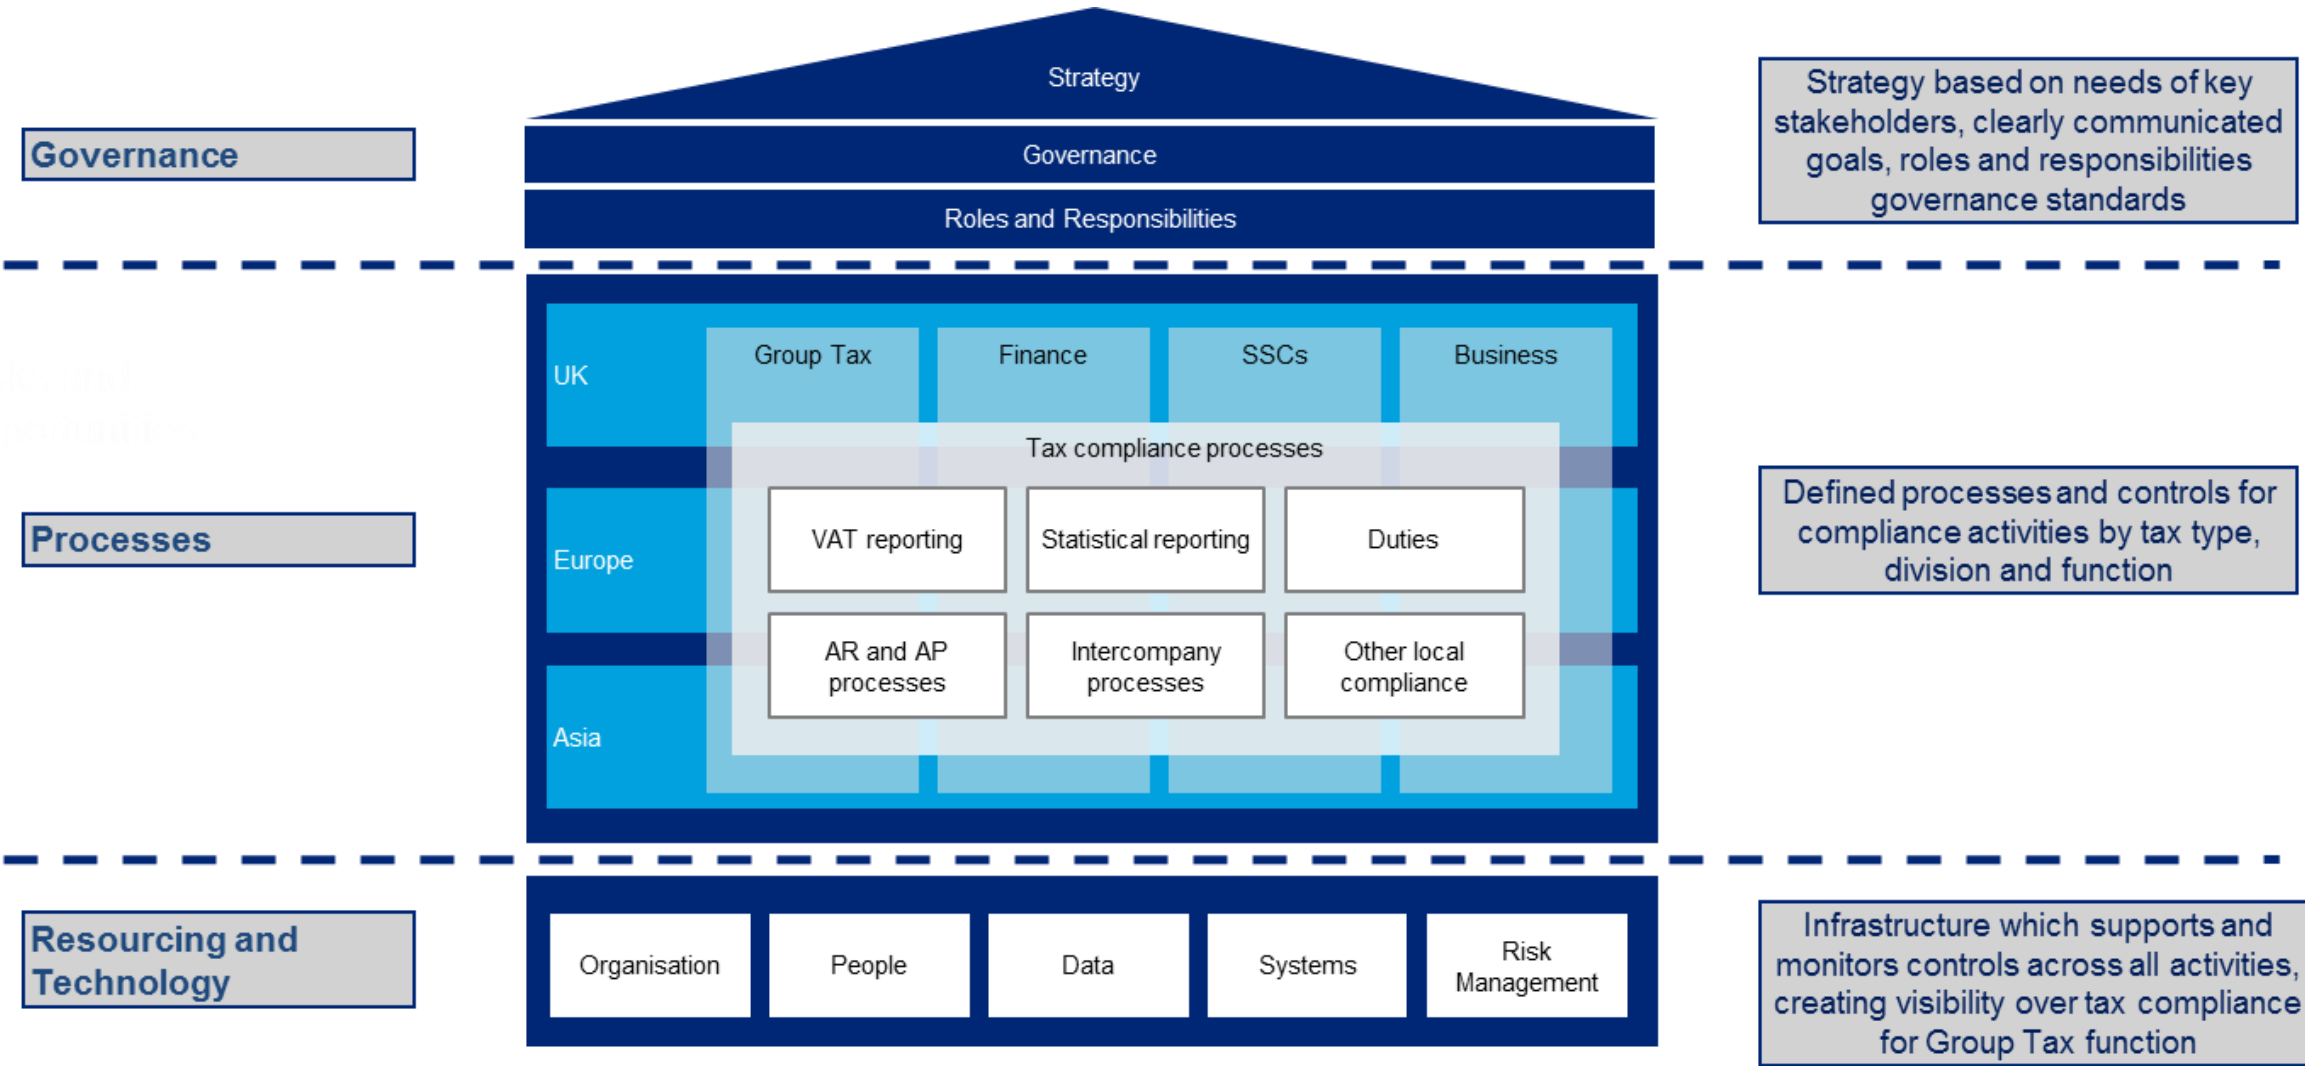 Strategy
Governance
Governance
Roles and Responsibilities
Strategy based on needs of key
stakeholders, clearly communicated
goals, roles and responsibilities
governance standards
Processes
UK
Europe
Asia
Group Tax
Finance
SSCs
Business
Tax compliance processes
VAT reporting
Statistical reporting
Duties
AR and AP
processes
Intercompany
processes
Other local
compliance
Defined processes and controls for
compliance activities by tax type,
division and function
Resourcing and
Technology
Organisation
People
Data
Systems
Risk
Management
Infrastructure which supports and
monitors controls across all activities,
creating visibility over tax compliance
for Group Tax function